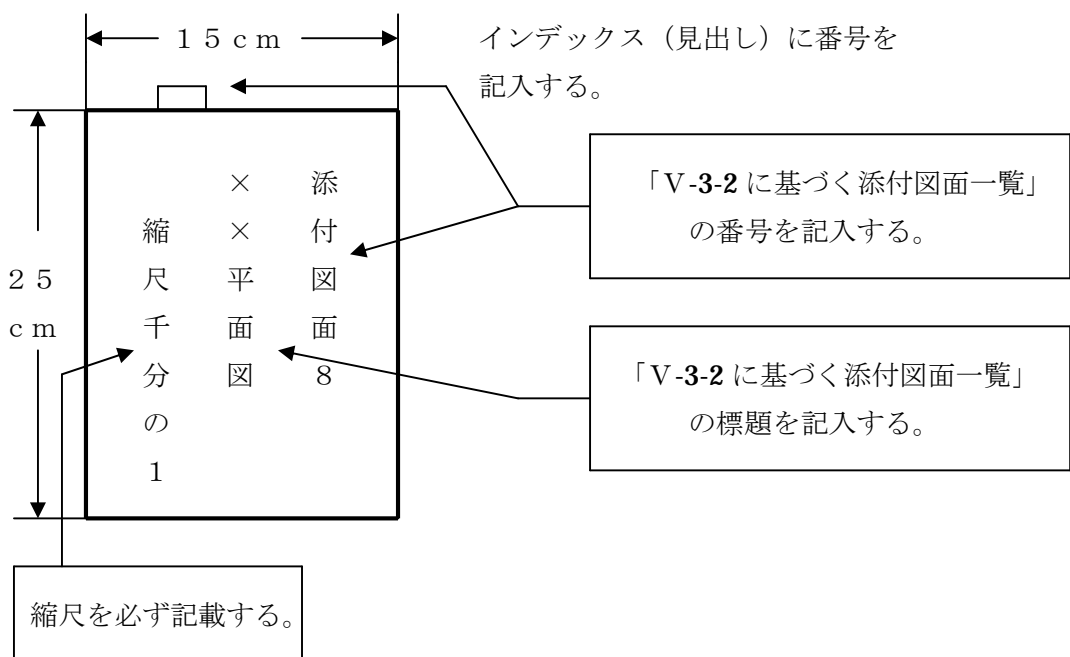 １５ｃｍ
インデックス（見出し）に番号を
記入する。
添付図面８
××平面図
縮尺千分の１
２５
ｃｍ
「Ⅴ-3-2 に基づく添付図面一覧」
の番号を記入する。
「Ⅴ-3-2 に基づく添付図面一覧」
の標題を記入する。
縮尺を必ず記載する。